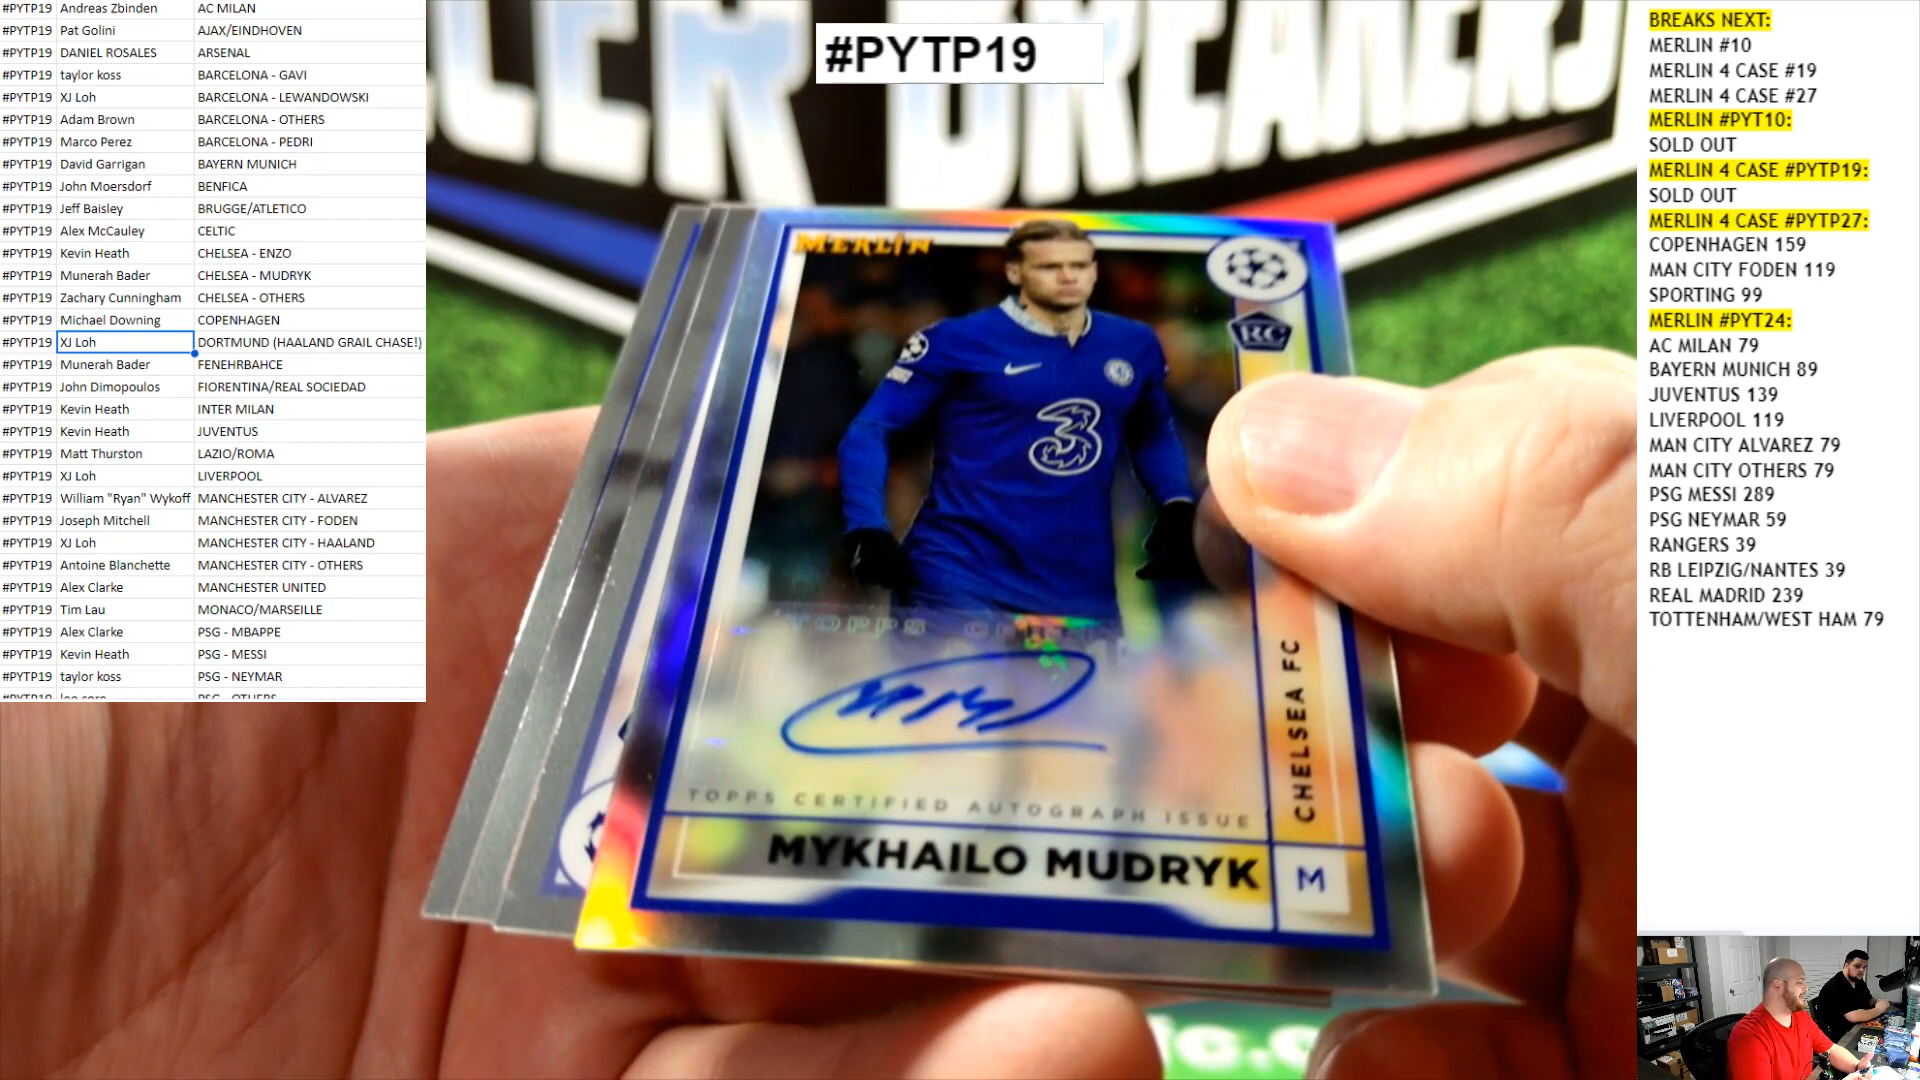 #PYTP19 Andreas Zbinden AC MILAN
#PYTP19 Pat Golini AJAX/EINDHOVEN
#PYTP19 DANIEL ROSALES ARSENAL
#PYTP19 taylor koss BARCELONA - GAVI
#PYTP19 XJ Loh BARCELONA - LEWANDOWSKI
#PYTP19 Adam Brown BARCELONA - OTHERS
#PYTP19 Marco Perez BARCELONA - PEDRI
#PYTP19 David Garrigan BAYERN MUNICH
#PYTP19 John Moersdorf BENFICA
#PYTP19 Jeff Baisley BRUGGE/ATLETICO
#PYTP19 Alex McCauley CELTIC
#PYTP19 Kevin Heath CHELSEA - ENZO
#PYTP19 Munerah Bader CHELSEA - MUDRYK
#PYTP19 Zachary Cunningham CHELSEA - OTHERS
#PYTP19 Michael Downing COPENHAGEN
#PYTP19 XJ Loh DORTMUND (HAALAND GRAIL CHASE!)
#PYTP19 Munerah Bader FENEHRBAHCE
#PYTP19 John Dimopoulos FIORENTINA/REAL SOCIEDAD
#PYTP19 Kevin Heath INTER MILAN
#PYTP19 Kevin Heath JUVENTUS
#PYTP19 Matt Thurston LAZIO/ROMA
#PYTP19 XJ Loh LIVERPOOL
#PYTP19 William "Ryan" Wykoff MANCHESTER CITY - ALVAREZ
#PYTP19 Joseph Mitchell MANCHESTER CITY - FODEN
#PYTP19 XJ Loh MANCHESTER CITY - HAALAND
#PYTP19 Antoine Blanchette MANCHESTER CITY - OTHERS
#PYTP19 Alex Clarke MANCHESTER UNITED
#PYTP19 Tim Lau MONACO/MARSEILLE
#PYTP19 Alex Clarke PSG - MBAPPE
#PYTP19 Kevin Heath PSG - MESSI
#PYTP19 taylor koss PSG - NEYMAR
#PYTP19
BREAKERS
MERLIN
RC
3
CHELSEA FC
TOPPS CERTIFIED AUTOGRAPH ISSUE
MYKHAILO MUDRYK
M
BREAKS NEXT:
MERLIN #10
MERLIN 4 CASE #19
MERLIN 4 CASE #27
MERLIN #PYT10:
SOLD OUT
MERLIN 4 CASE #PYTP19:
SOLD OUT
MERLIN 4 CASE #PYTP27:
COPENHAGEN 159
MAN CITY FODEN 119
SPORTING 99
MERLIN #PYT24:
AC MILAN 79
BAYERN MUNICH 89
JUVENTUS 139
LIVERPOOL 119
MAN CITY ALVAREZ 79
MAN CITY OTHERS 79
PSG MESSI 289
PSG NEYMAR 59
RANGERS 39
RB LEIPZIG/NANTES 39
REAL MADRID 239
TOTTENHAM/WEST HAM 79